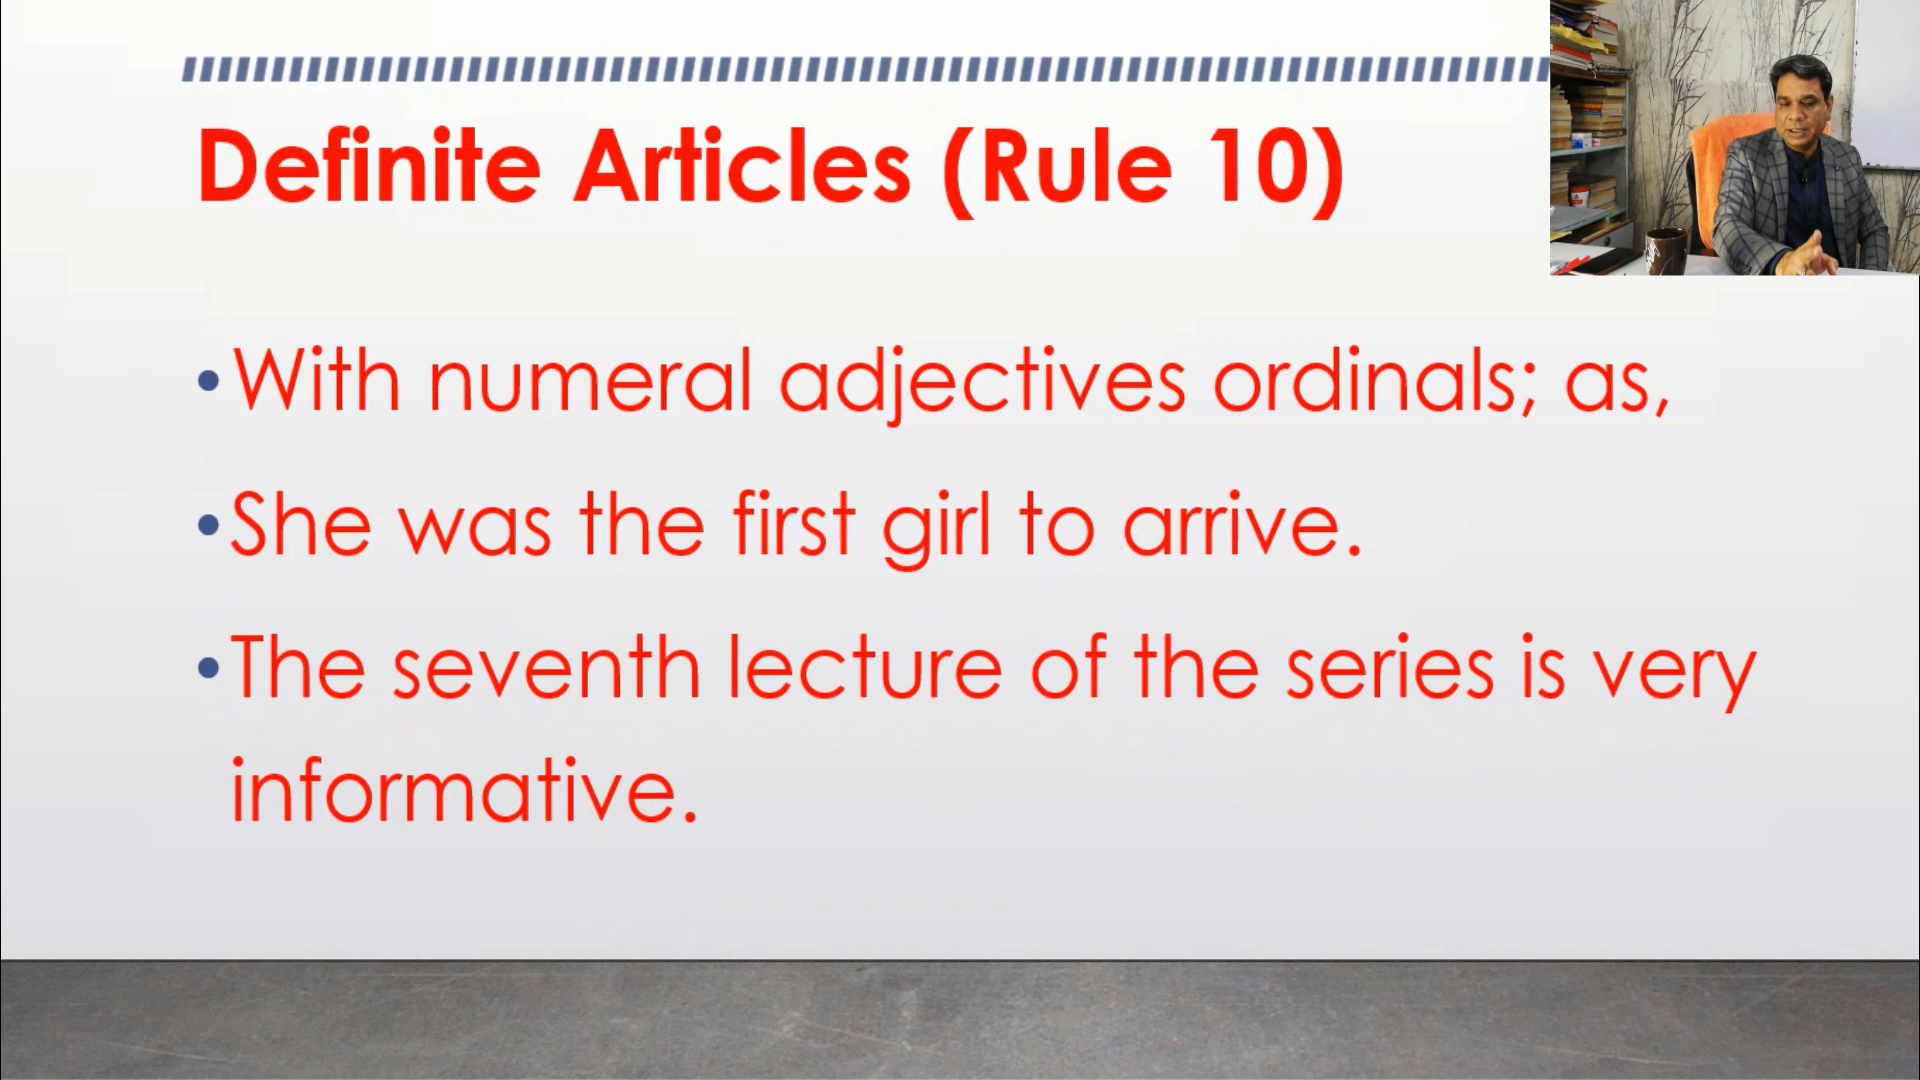 Definite Articles (Rule 10)
•With numeral adjectives ordinals; as,
•She was the first girl to arrive.
•The seventh lecture of the series is very
informative.